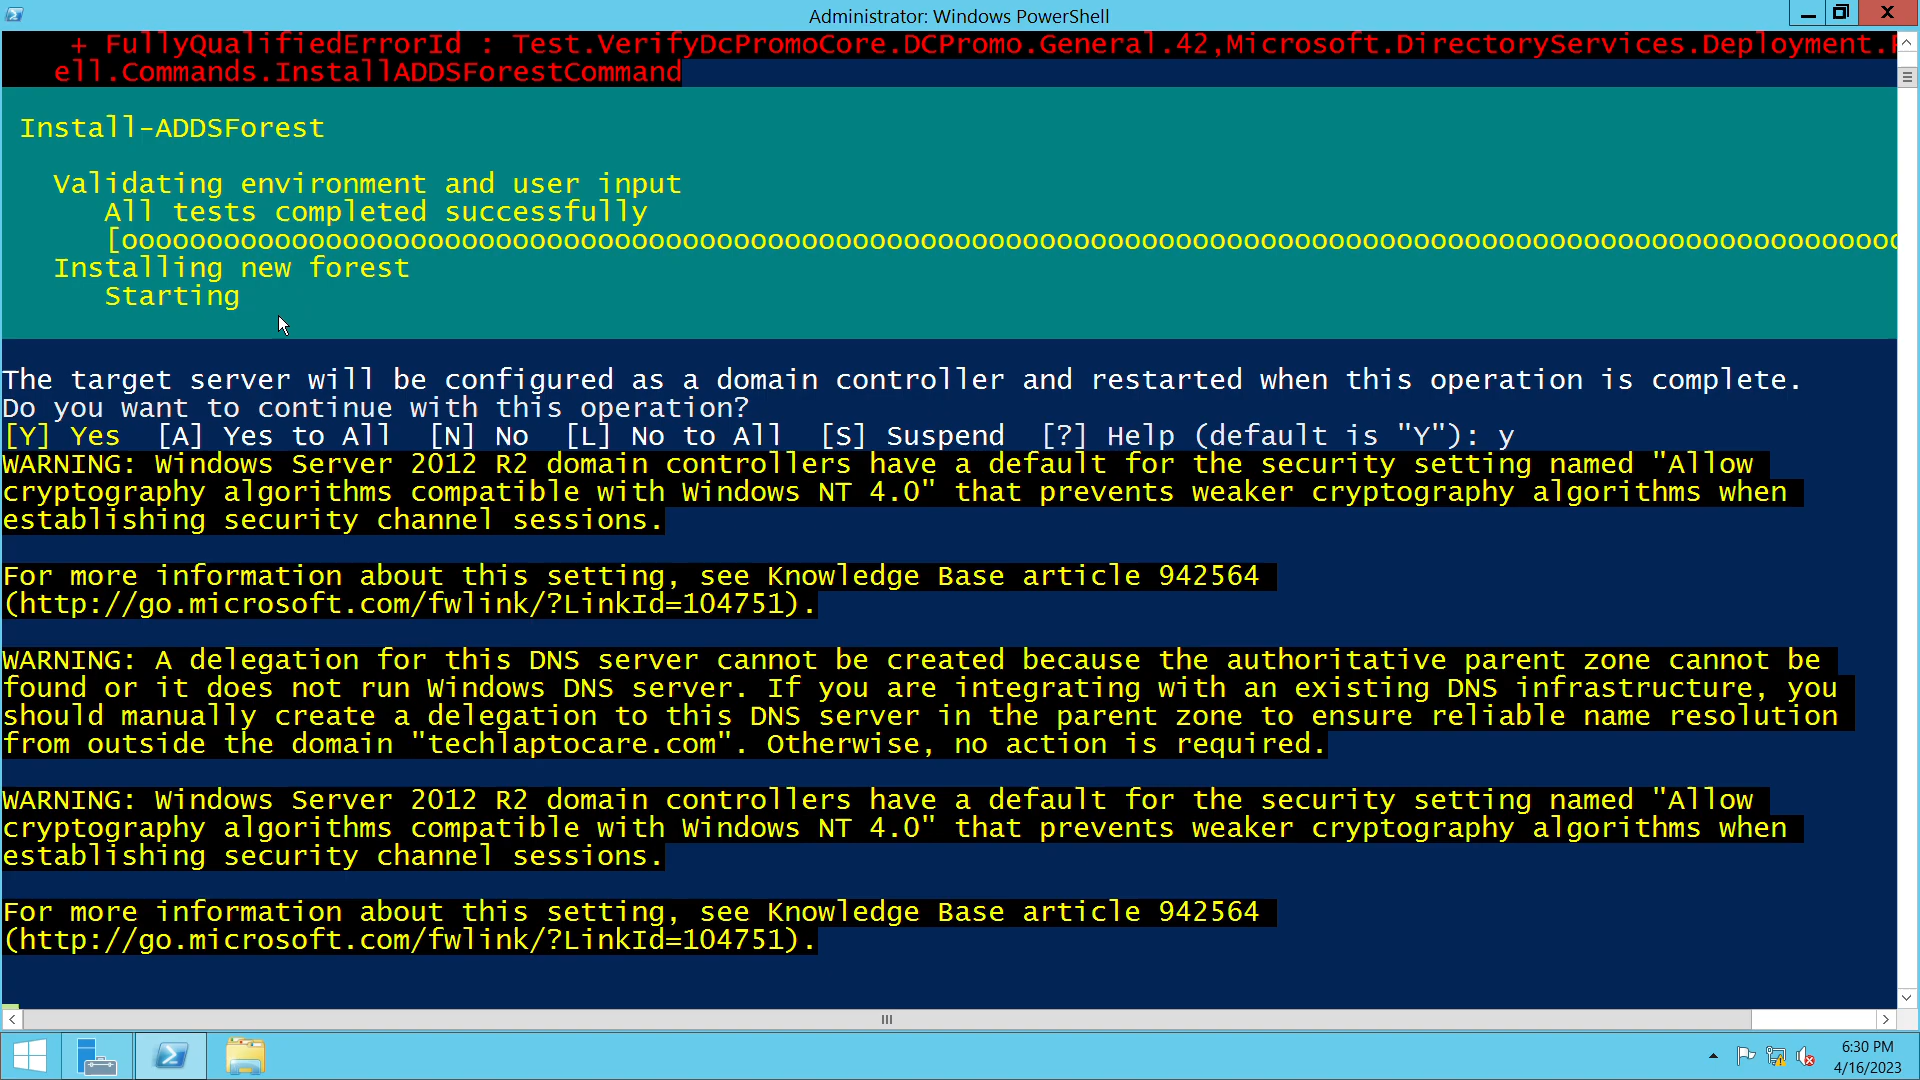 Administrator: Windows PowerShell
+ FullyQualifiedErrorId : Test.VerifyDcPromoCore.DCPromo.General.42,Microsoft.DirectoryServices.Deployment.
ell.Commands.InstallADDSForestCommand
Install-ADDSForest
Validating environment and user input
All tests completed successfully
[ooooooooooooooooooooooooooooooooooooooooooooooooooooooooooooooooooooooooooooooooooooooooooooooooooooooooo
Installing new forest
Starting
The target server will be configured as a domain controller and restarted when this operation is complete.
Do you want to continue with this operation?
[Y] Yes  [A] Yes to All  [N] No  [L] No to All  [S] Suspend  [?] Help (default is "Y"): y
WARNING: Windows Server 2012 R2 domain controllers have a default for the security setting named "Allow
cryptography algorithms compatible with Windows NT 4.0" that prevents weaker cryptography algorithms when
establishing security channel sessions.
For more information about this setting, see Knowledge Base article 942564
(http://go.microsoft.com/fwlink/?LinkId=104751).
WARNING: A delegation for this DNS server cannot be created because the authoritative parent zone cannot be
found or it does not run Windows DNS server. If you are integrating with an existing DNS infrastructure, you
should manually create a delegation to this DNS server in the parent zone to ensure reliable name resolution
from outside the domain "techlaptocare.com". Otherwise, no action is required.
WARNING: Windows Server 2012 R2 domain controllers have a default for the security setting named "Allow
cryptography algorithms compatible with Windows NT 4.0" that prevents weaker cryptography algorithms when
establishing security channel sessions.
For more information about this setting, see Knowledge Base article 942564
(http://go.microsoft.com/fwlink/?LinkId=104751).
6:30 PM
4/16/2023